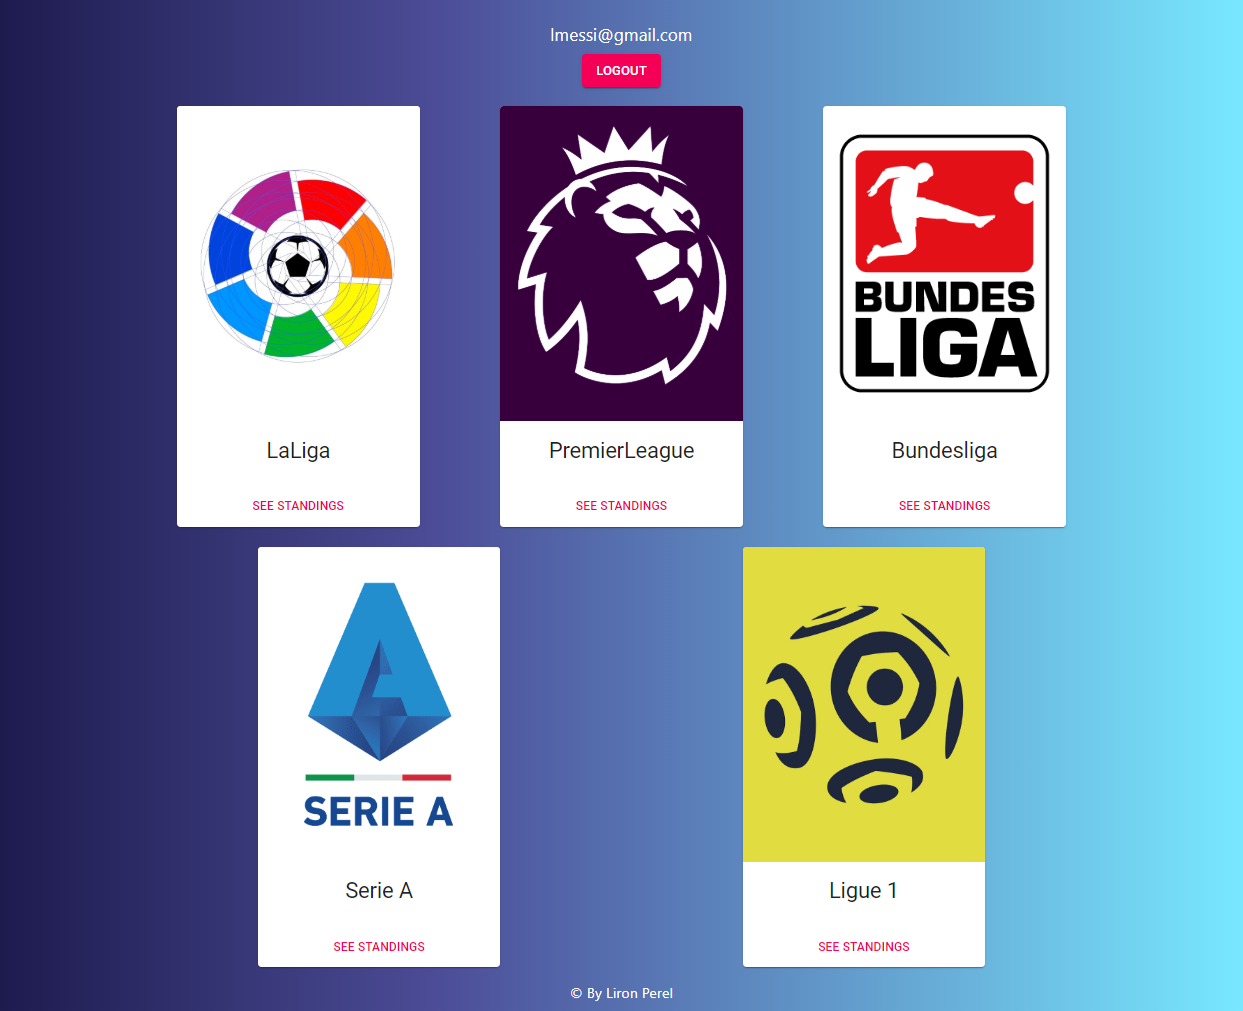 lmessi@gmail.com
LOGOUT
BUNDES
LIGA
LaLiga
PremierLeague
Bundesliga
SEE STANDINGS
SEE STANDINGS
SEE STANDINGS
SERIE A
Serie A
Ligue 1
SEE STANDINGS
SEE STANDINGS
© By Liron Perel